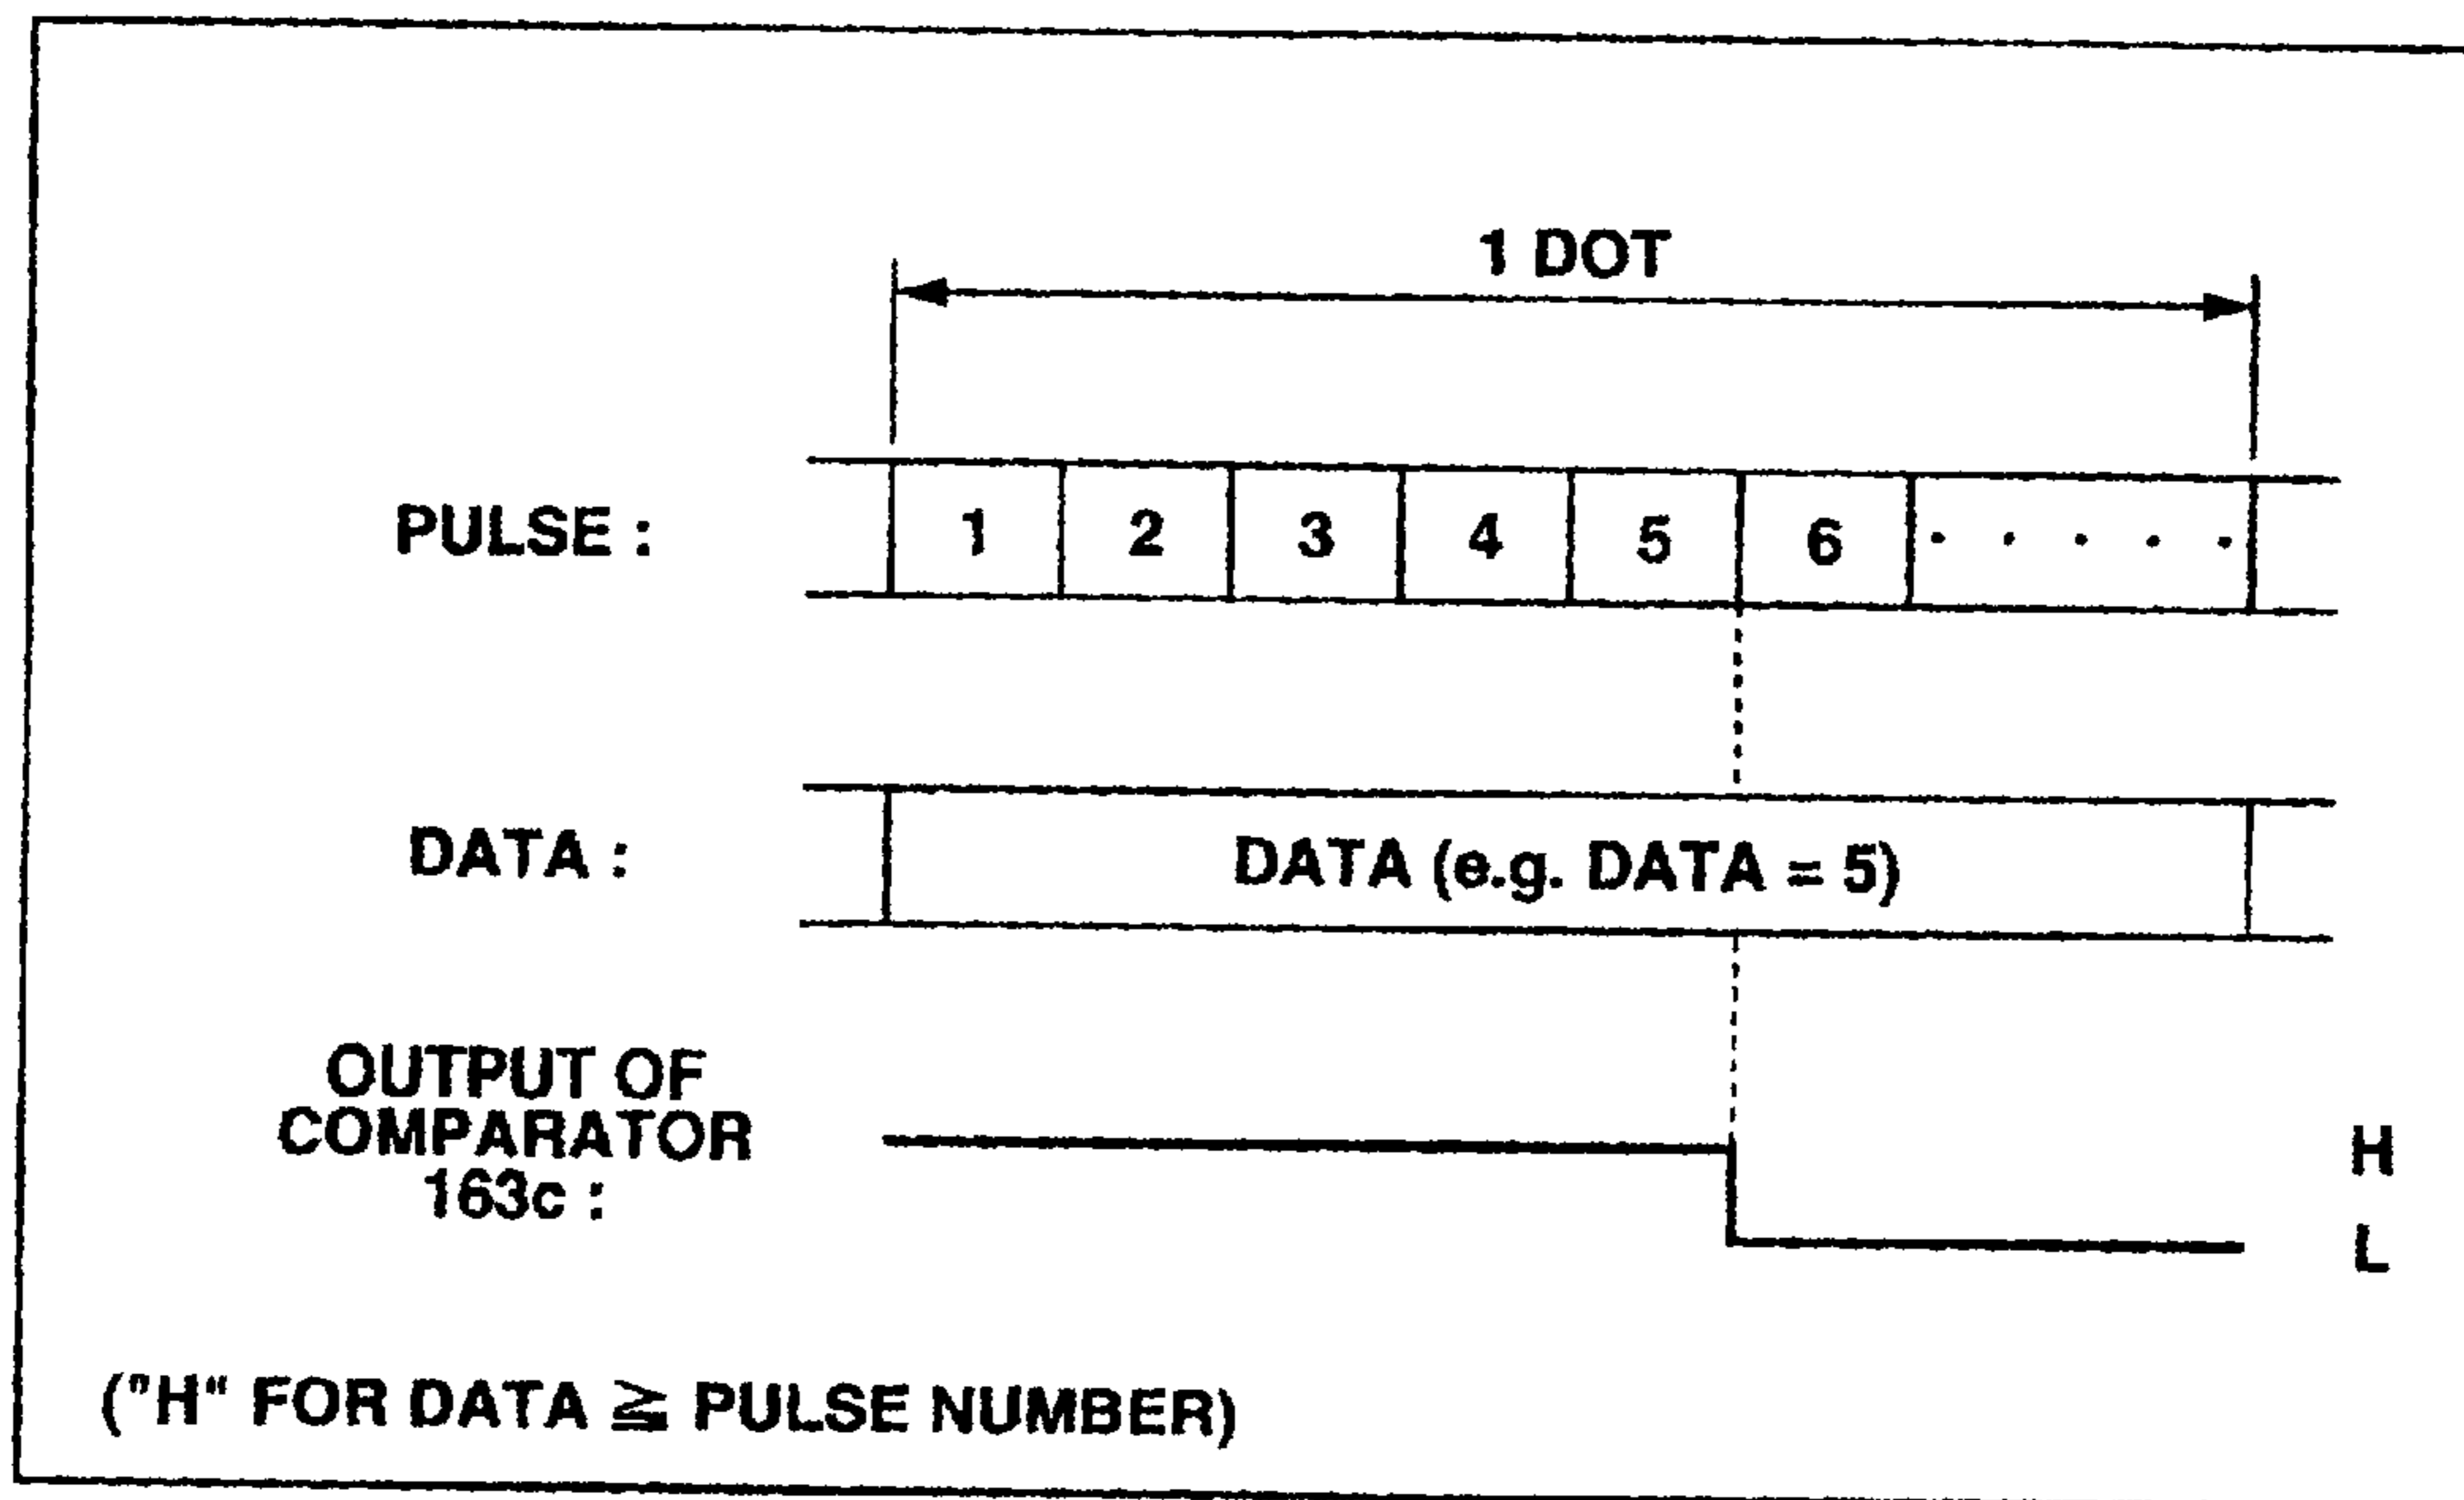 1 DOT
PULSE : 1 2 3 4 5 6 · · · · ·
DATA : DATA (e.g. DATA = 5)
OUTPUT OF
COMPARATOR
163c :
H
L
("H" FOR DATA ≧ PULSE NUMBER)